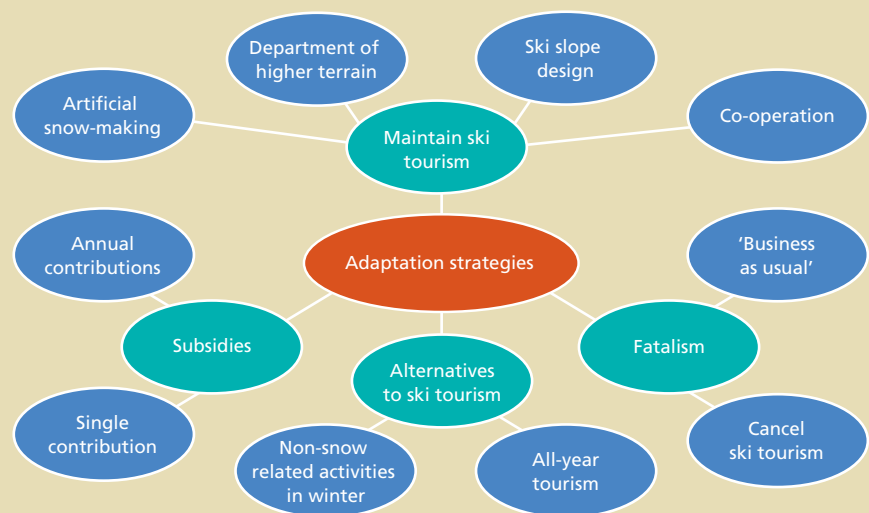 Department of
higher terrain
Ski slope
design
Artificial
snow-making
Maintain ski
tourism
Co-operation
Annual
contributions
Adaptation strategies
‘Business
as usual’
Subsidies
Alternatives
to ski tourism
Fatalism
Single
contribution
Non-snow
related activities
in winter
All-year
tourism
Cancel
ski tourism